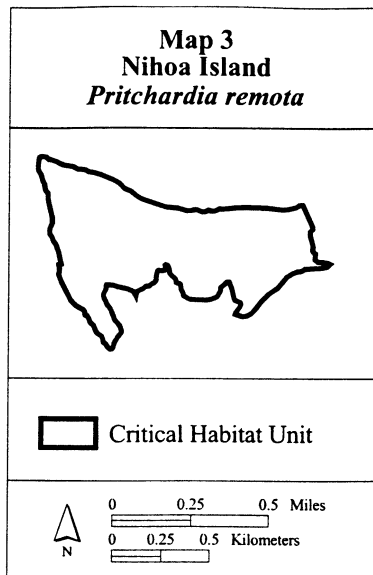 Map 3
Nihoa Island
Pritchardia remota
Critical Habitat Unit
0 0.25 0.5 Miles
0 0.25 0.5 Kilometers
N